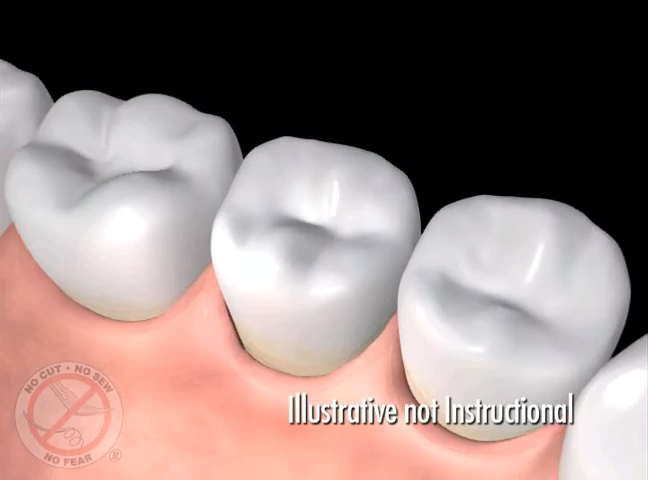 Illustrative not Instructional
NO CUT • NO SEW
NO FEAR
®